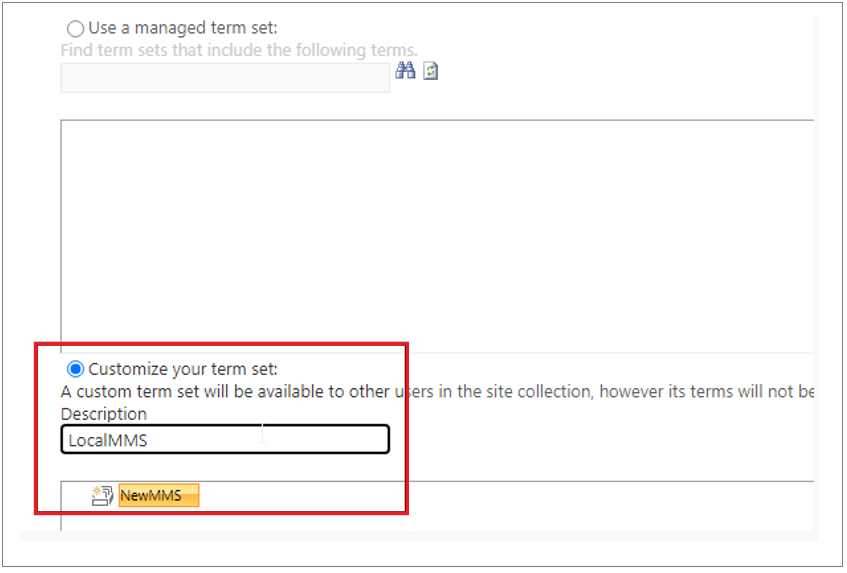 Use a managed term set:
Find term sets that include the following terms.
Customize your term set:
A custom term set will be available to other users in the site collection, however its terms will not be
Description
LocalMMS
NewMMS